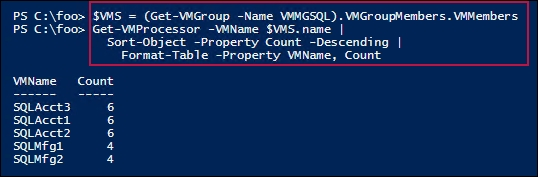 PS C:\foo> $VMS = (Get-VMGroup -Name VMMGSQL).VMGroupMembers.VMMembers
PS C:\foo> Get-VMProcessor -VMName $VMS.name |
Sort-Object -Property Count -Descending |
Format-Table -Property VMName, Count
VMName Count
------ -----
SQLAcct3 6
SQLAcct1 6
SQLAcct2 6
SQLMfg1 4
SQLMfg2 4